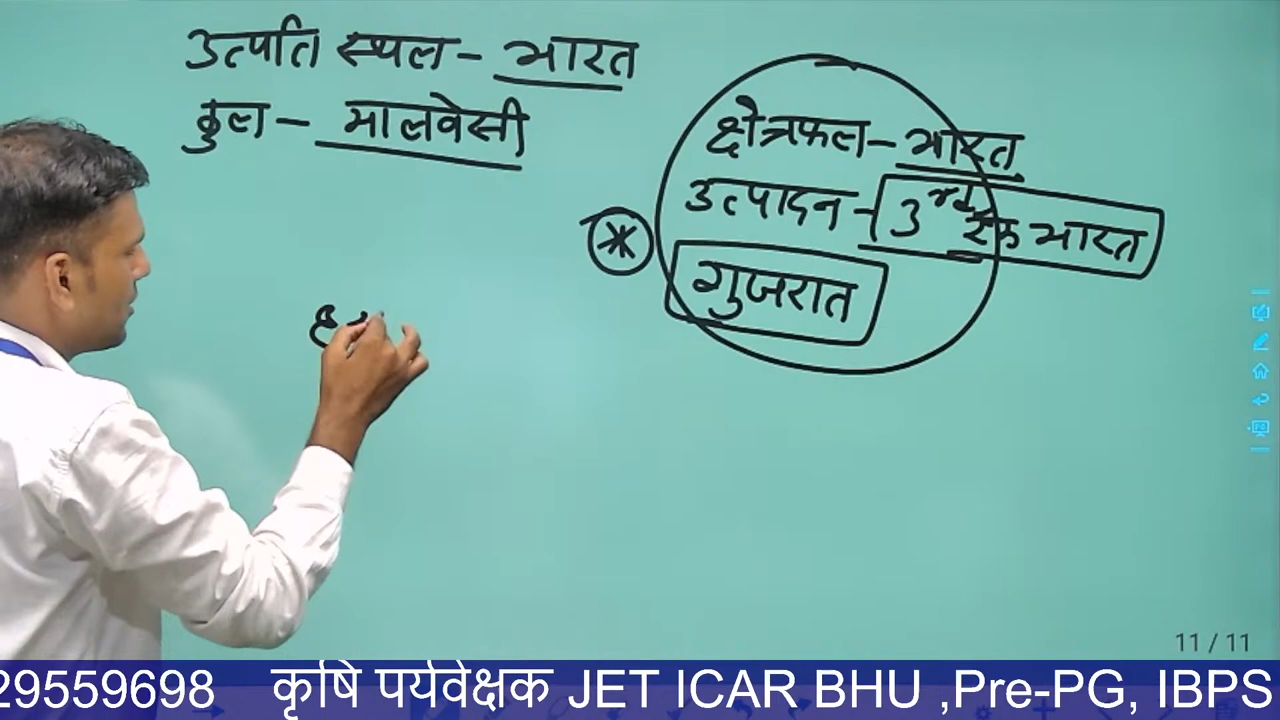 उत्पति स्थल - भारत
कुल - मालवेसी
क्षेत्रफल - भारत
उत्पादन - 3rd रैंक भारत
*
गुजरात
11 / 11
29559698 कृषि पर्यवेक्षक JET ICAR BHU ,Pre-PG, IBPS